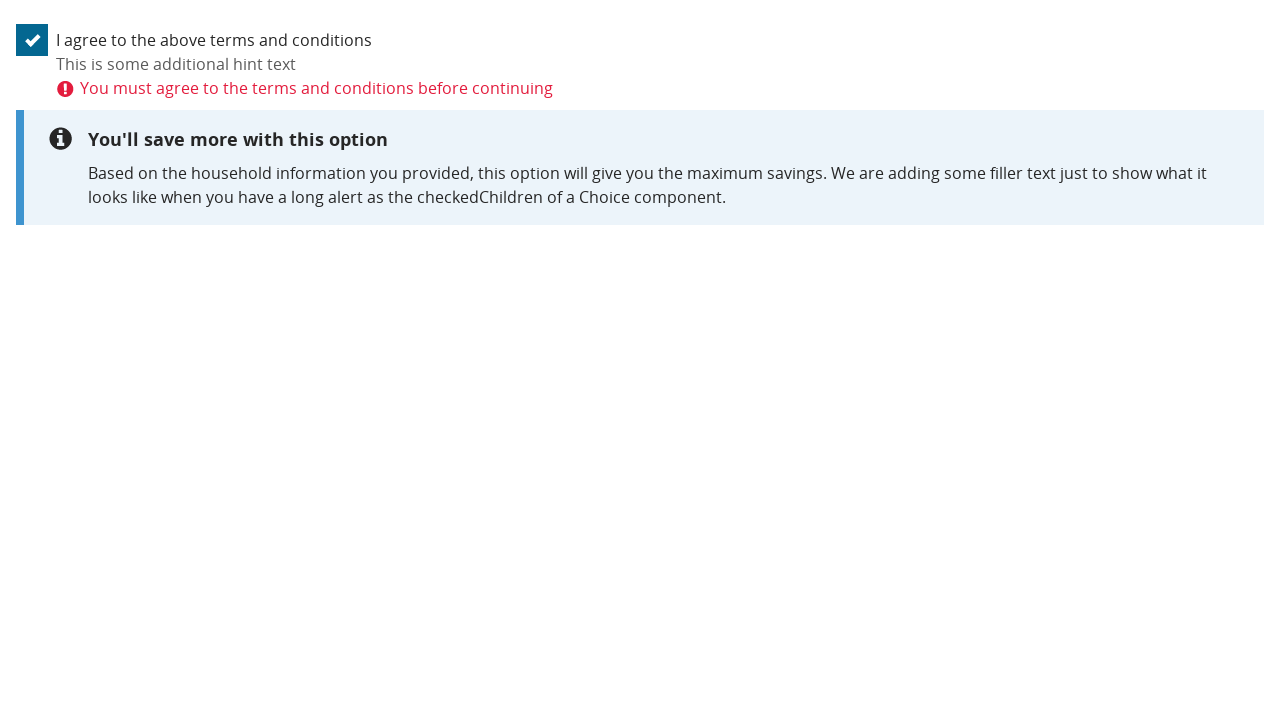 I agree to the above terms and conditions
This is some additional hint text
You must agree to the terms and conditions before continuing
You'll save more with this option
Based on the household information you provided, this option will give you the maximum savings. We are adding some filler text just to show what it
looks like when you have a long alert as the checkedChildren of a Choice component.